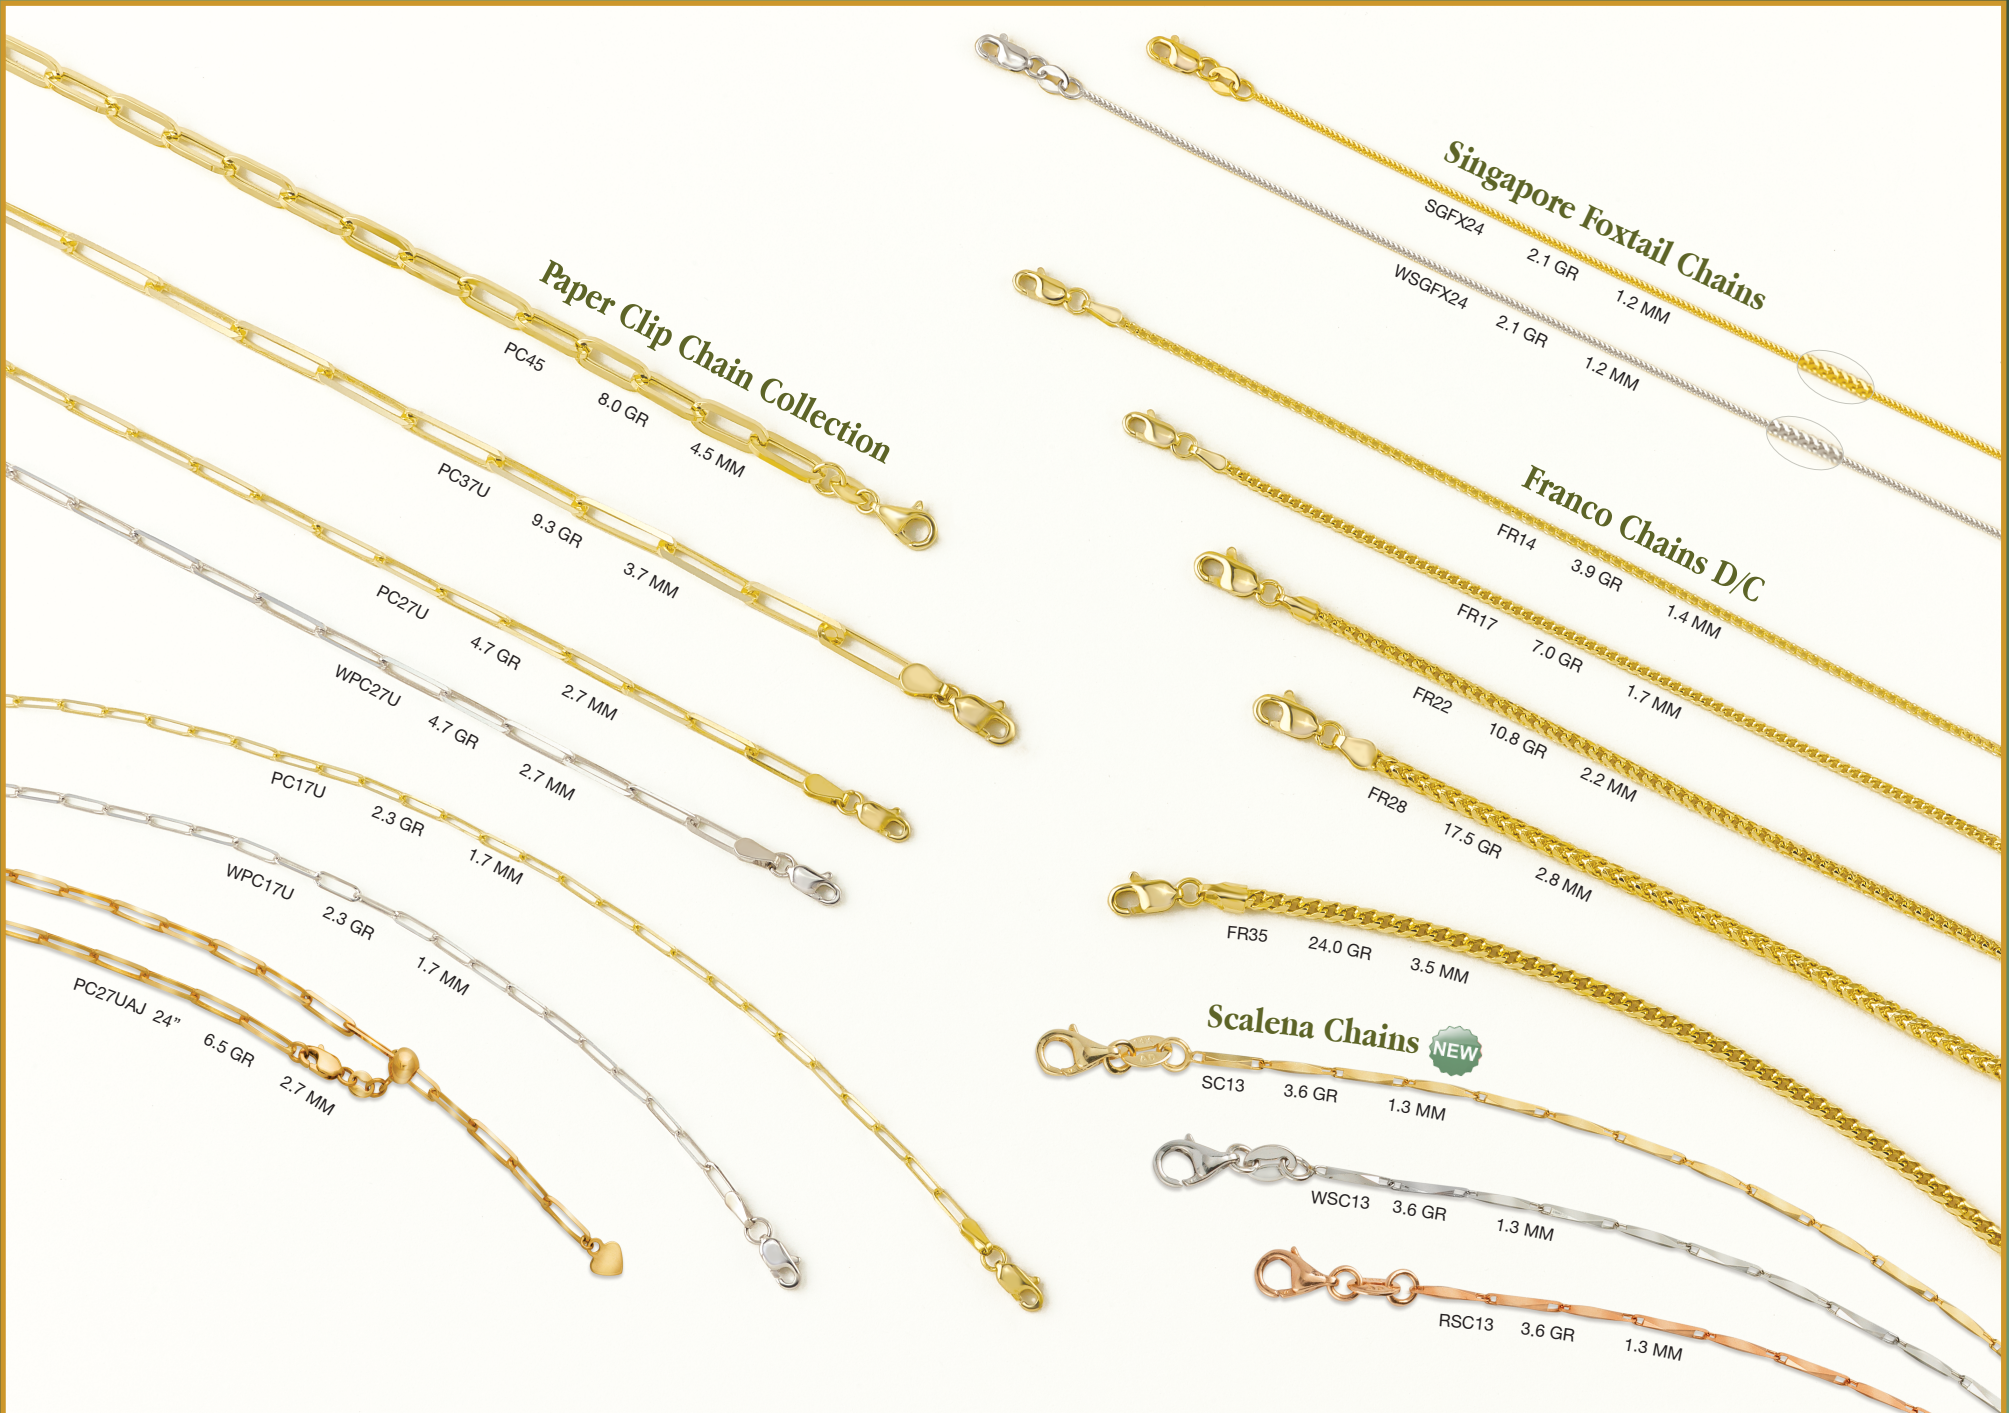 Paper Clip Chain Collection
PC45 8.0 GR 4.5 MM
PC37U 9.3 GR 3.7 MM
PC27U 4.7 GR 2.7 MM
WPC27U 4.7 GR 2.7 MM
PC17U 2.3 GR 1.7 MM
WPC17U 2.3 GR 1.7 MM
PC27UAJ 24” 6.5 GR 2.7 MM
Singapore Foxtail Chains
SGFX24 2.1 GR 1.2 MM
WSGFX24 2.1 GR 1.2 MM
Franco Chains D/C
FR14 3.9 GR 1.4 MM
FR17 7.0 GR 1.7 MM
FR22 10.8 GR 2.2 MM
FR28 17.5 GR 2.8 MM
FR35 24.0 GR 3.5 MM
Scalena Chains NEW
SC13 3.6 GR 1.3 MM
WSC13 3.6 GR 1.3 MM
RSC13 3.6 GR 1.3 MM